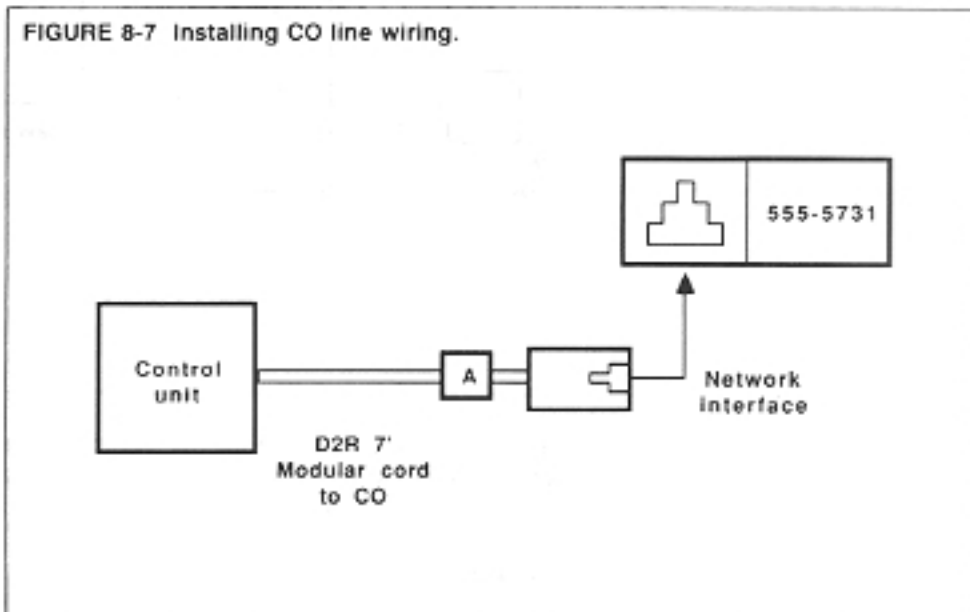 FIGURE 8-7 Installing CO line wiring.
555-5731
Control
unit
A
Network
interface
D2R 7'
Modular cord
to CO